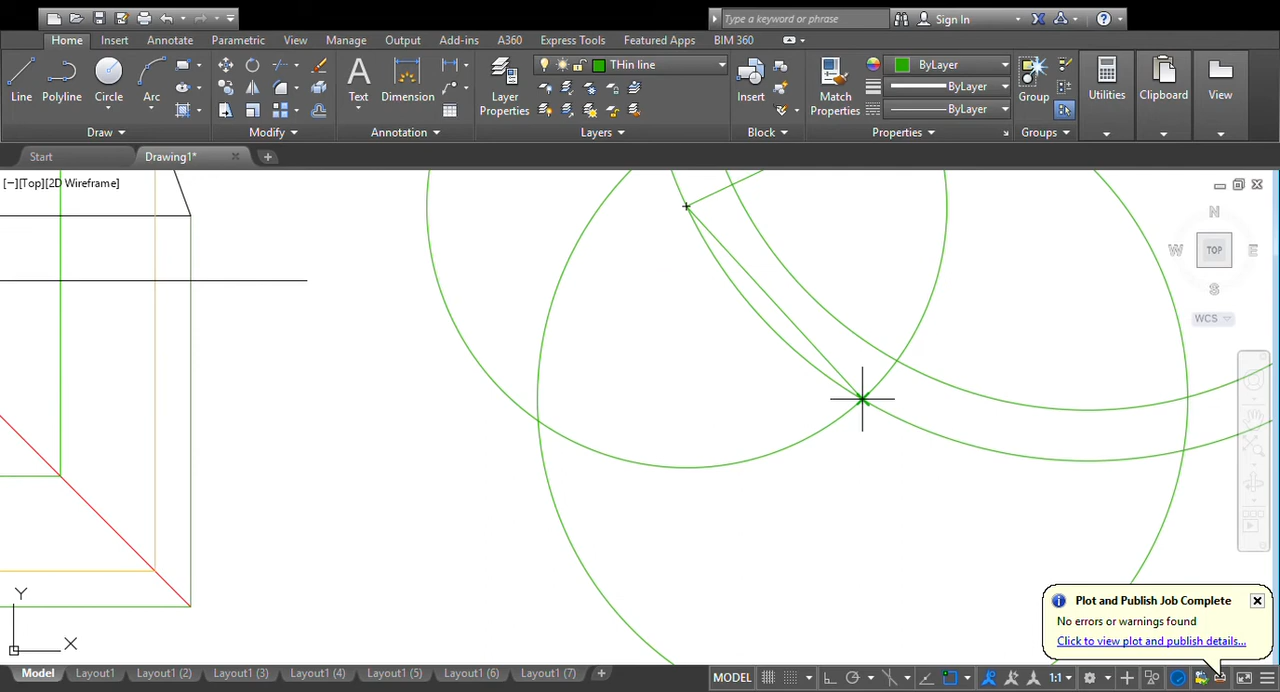 Type a keyword or phrase Sign In
Home Insert Annotate Parametric View Manage Output Add-ins A360 Express Tools Featured Apps BIM 360
Line Polyline Circle Arc Text Dimension Layer Properties THin line Insert Match Properties ByLayer ByLayer ByLayer Group Utilities Clipboard View
Draw Modify Annotation Layers Block Properties Groups
Start Drawing1*
[−][Top][2D Wireframe]
N
W TOP E
S
WCS
Y
X
Plot and Publish Job Complete
No errors or warnings found
Click to view plot and publish details...
Model Layout1 Layout1 (2) Layout1 (3) Layout1 (4) Layout1 (5) Layout1 (6) Layout1 (7) MODEL 1:1